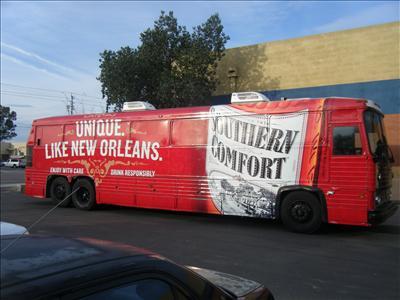 UNIQUE.
LIKE NEW ORLEANS.
ENJOY WITH CARE DRINK RESPONSIBLY
SOUTHERN
COMFORT